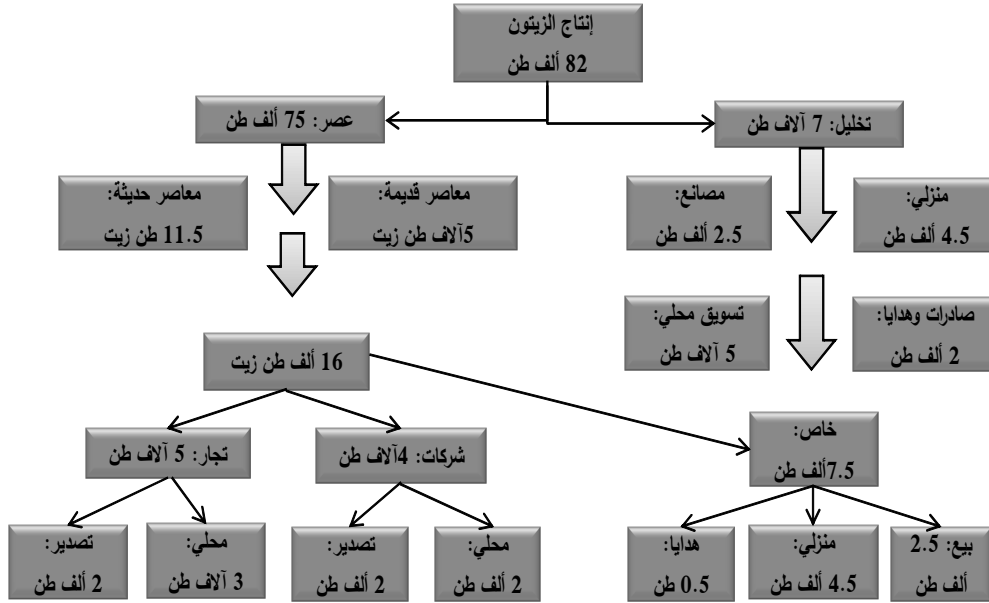 إنتاج الزيتون
82 ألف طن
تخليل: 7 آلاف طن
عصر: 75 ألف طن
منزلي:
4.5 ألف طن
مصانع:
2.5 ألف طن
معاصر قديمة:
5آلاف طن زيت
معاصر حديثة:
11.5 طن زيت
صادرات وهدايا:
2 ألف طن
تسويق محلي:
5 آلاف طن
16 ألف طن زيت
خاص:
7.5ألف طن
شركات: 4آلاف طن
تجار: 5 آلاف طن
بيع: 2.5
ألف طن
منزلي:
4.5 ألف طن
هدايا:
0.5 طن
محلي:
2 ألف طن
تصدير:
2 ألف طن
محلي:
3 آلاف طن
تصدير:
2 ألف طن